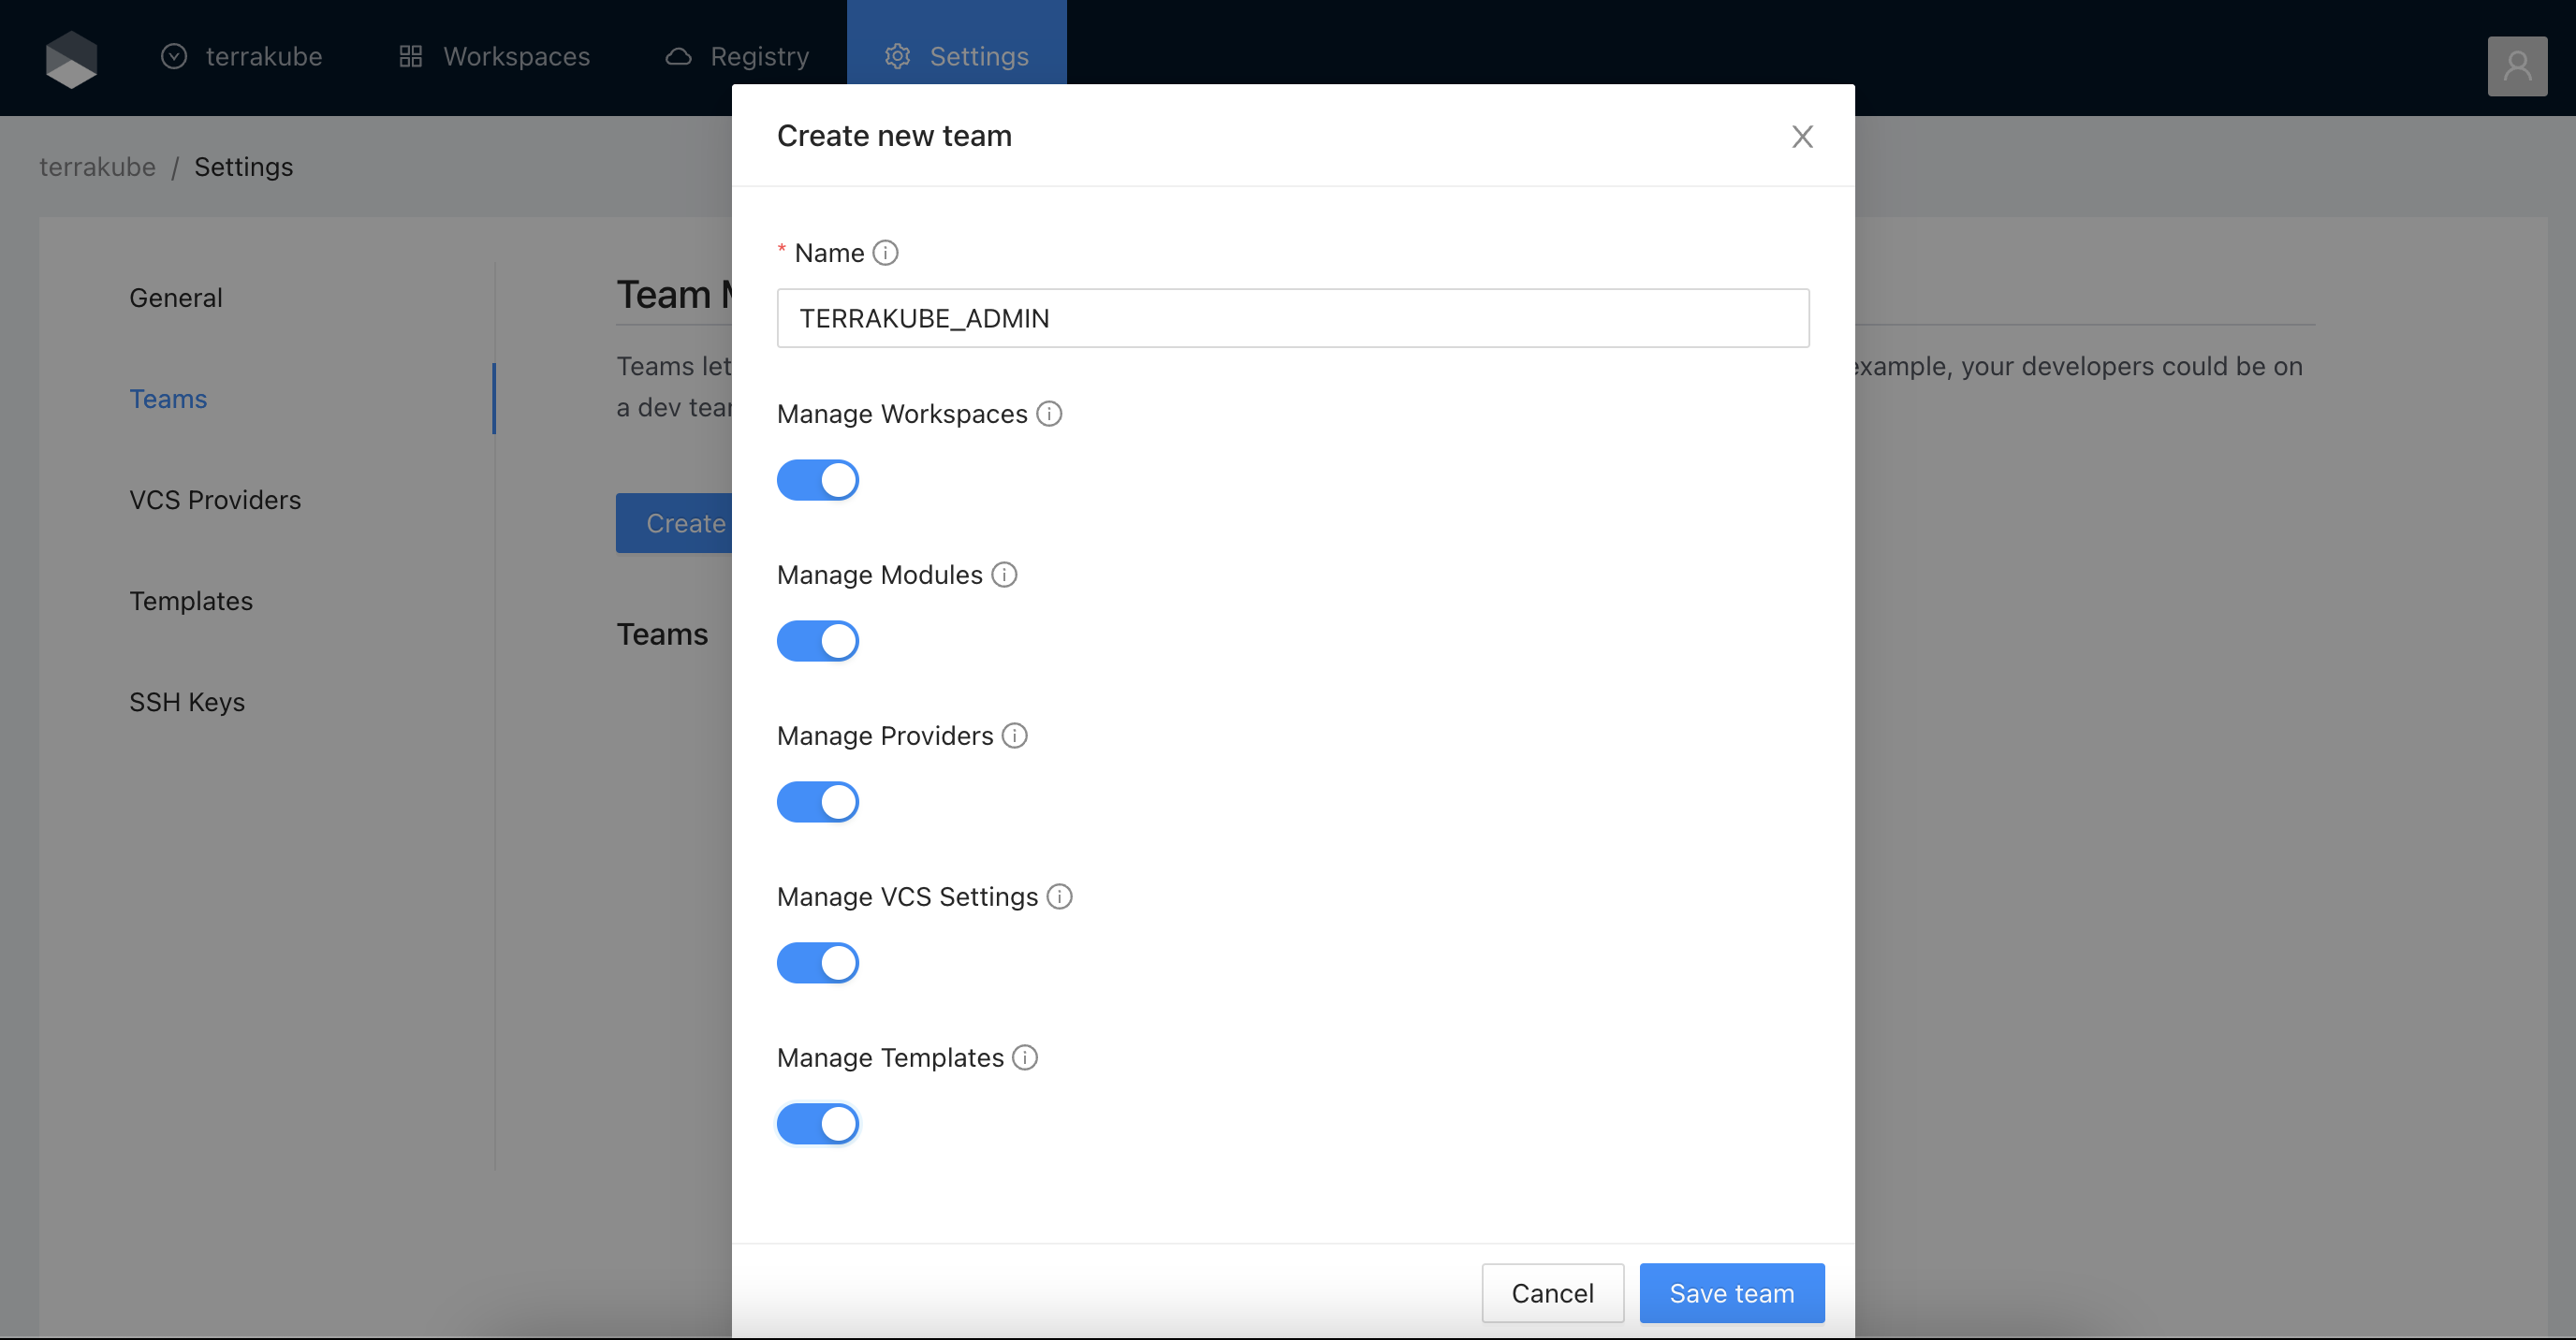 terrakube
Workspaces
Registry
Settings
terrakube / Settings
General
Teams
VCS Providers
Templates
SSH Keys
Team
Teams let
example, your developers could be on
a dev
Create
Teams
Create new team
* Name
TERRAKUBE_ADMIN
Manage Workspaces
Manage Modules
Manage Providers
Manage VCS Settings
Manage Templates
Cancel
Save team